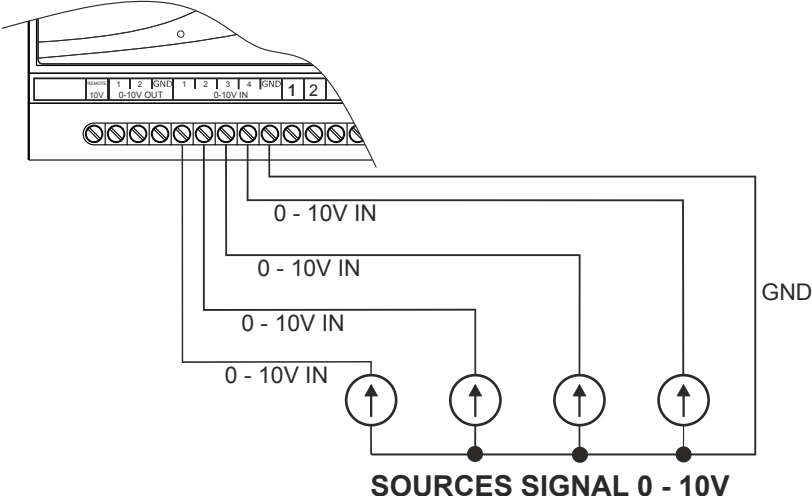 REMOTE 1 2 GND 1 2 3 4 GND 1 2
10V 0-10V OUT 0-10V IN
0 - 10V IN
0 - 10V IN
GND
0 - 10V IN
0 - 10V IN
SOURCES SIGNAL 0 - 10V